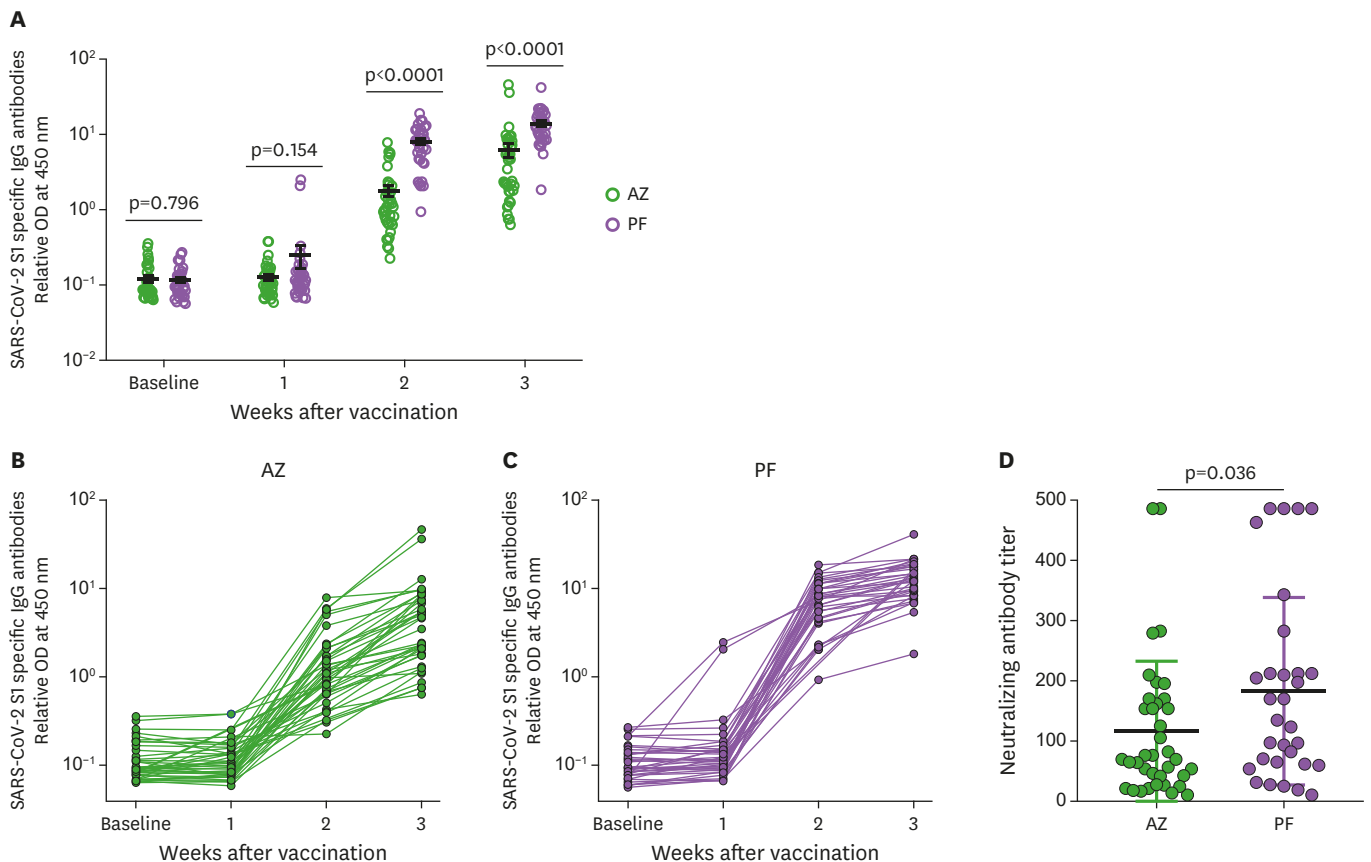 A
SARS-CoV-2 S1 specific IgG antibodies
Relative OD at 450 nm
10²
10¹
10⁰
10⁻¹
10⁻²
p=0.796
p=0.154
p<0.0001
p<0.0001
AZ
PF
Baseline 1 2 3
Weeks after vaccination
B
AZ
SARS-CoV-2 S1 specific IgG antibodies
Relative OD at 450 nm
10²
10¹
10⁰
10⁻¹
Baseline 1 2 3
Weeks after vaccination
C
PF
SARS-CoV-2 S1 specific IgG antibodies
Relative OD at 450 nm
10²
10¹
10⁰
10⁻¹
Baseline 1 2 3
Weeks after vaccination
D
p=0.036
Neutralizing antibody titer
500
400
300
200
100
0
AZ PF